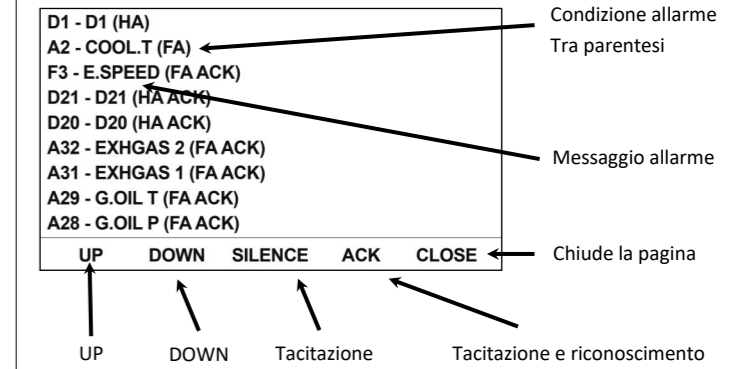 D1 - D1 (HA)
A2 - COOL.T (FA)
F3 - E.SPEED (FA ACK)
D21 - D21 (HA ACK)
D20 - D20 (HA ACK)
A32 - EXHGAS 2 (FA ACK)
A31 - EXHGAS 1 (FA ACK)
A29 - G.OIL T (FA ACK)
A28 - G.OIL P (FA ACK)
UP DOWN SILENCE ACK CLOSE
Condizione allarme
Tra parentesi
Messaggio allarme
Chiude la pagina
UP DOWN Tacitazione Tacitazione e riconoscimento